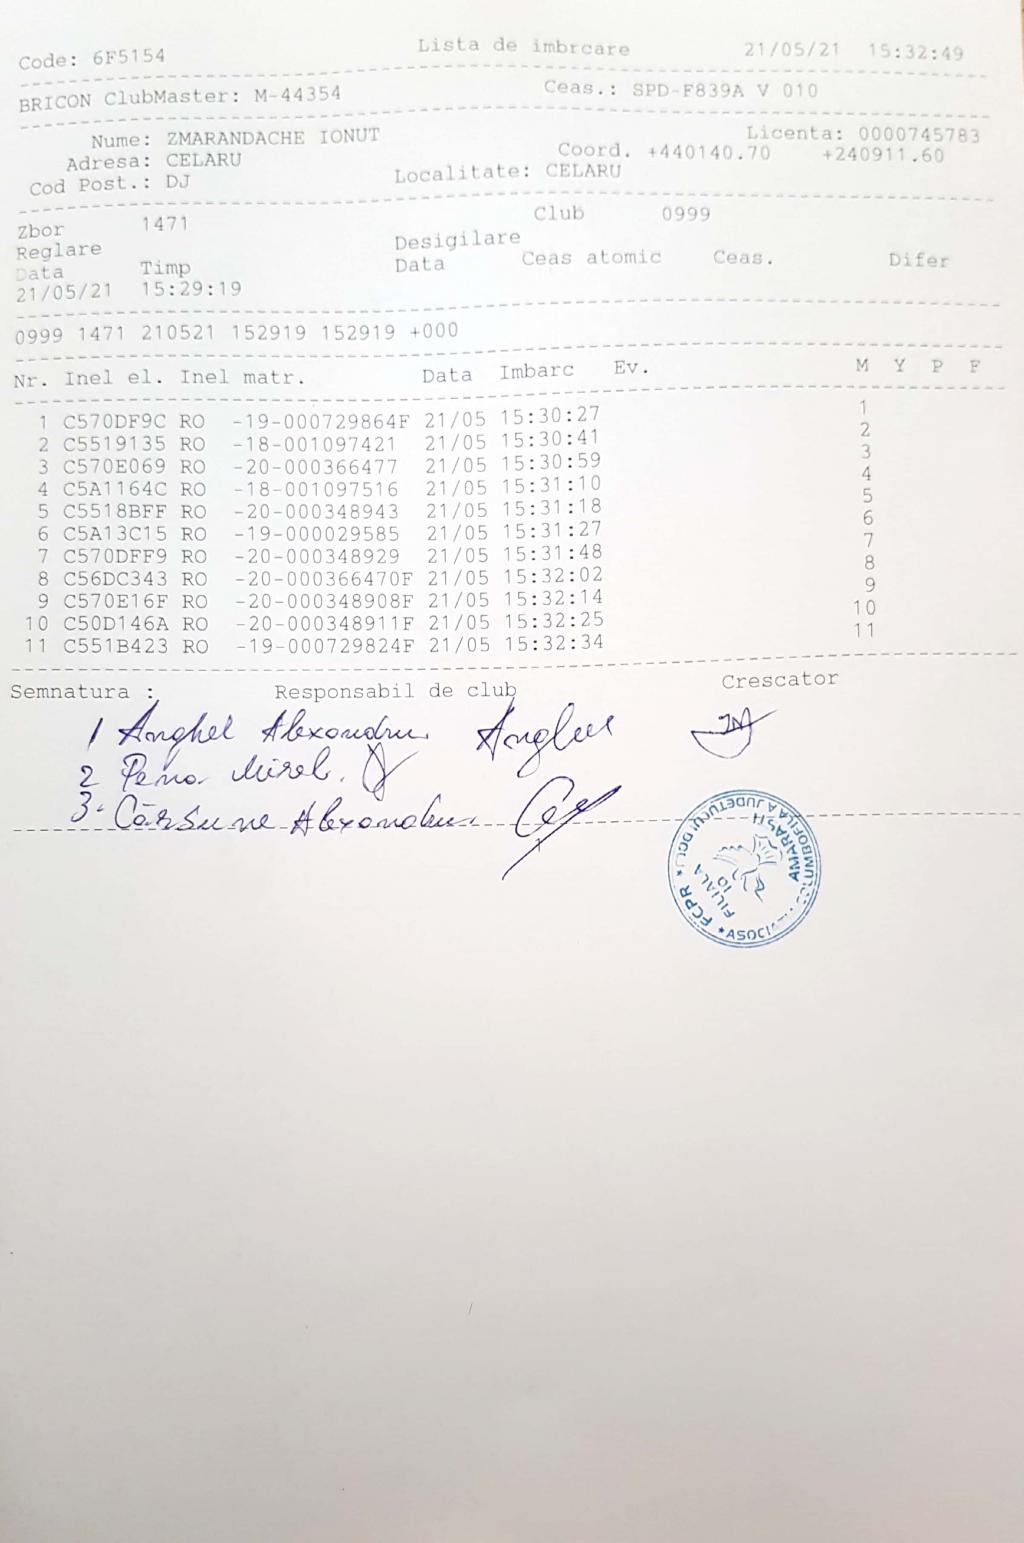 Code: 6F5154 Lista de imbrcare 21/05/21 15:32:49
BRICON ClubMaster: M-44354 Ceas.: SPD-F839A V 010
Nume: ZMARANDACHE IONUT Licenta: 0000745783
Adresa: CELARU Coord. +440140.70 +240911.60
Cod Post.: DJ Localitate: CELARU
Zbor 1471 Club 0999
Reglare Desigilare
Data Timp Data Ceas atomic Ceas. Difer
21/05/21 15:29:19
0999 1471 210521 152919 152919 +000
Nr. Inel el. Inel matr. Data Imbarc Ev. M Y P F
1 C570DF9C RO -19-000729864F 21/05 15:30:27 1
2 C5519135 RO -18-001097421 21/05 15:30:41 2
3 C570E069 RO -20-000366477 21/05 15:30:59 3
4 C5A1164C RO -18-001097516 21/05 15:31:10 4
5 C5518BFF RO -20-000348943 21/05 15:31:18 5
6 C5A13C15 RO -19-000029585 21/05 15:31:27 6
7 C570DFF9 RO -20-000348929 21/05 15:31:48 7
8 C56DC343 RO -20-000366470F 21/05 15:32:02 8
9 C570E16F RO -20-000348908F 21/05 15:32:14 9
10 C50D146A RO -20-000348911F 21/05 15:32:25 10
11 C551B423 RO -19-000729824F 21/05 15:32:34 11
Semnatura : Responsabil de club Crescator
1 Anghel Alexandru Anghel
2 Pena Mirel.
3. Cārsune Alexandru
FCPR * ASOCIA COLUMBOFILA JUDETUCUI DOLJ *
FILIALA 10 AMARASH